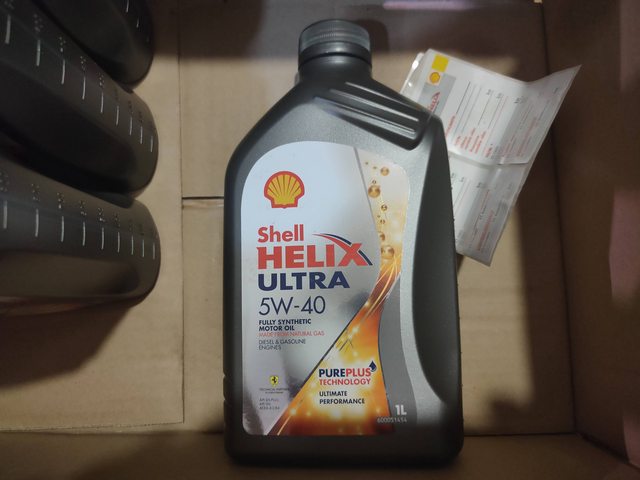 Shell
HELIX
ULTRA
5W-40
FULLY SYNTHETIC
MOTOR OIL
MADE FROM NATURAL GAS
DIESEL & GASOLINE
ENGINES
PUREPLUS
TECHNOLOGY
ULTIMATE
PERFORMANCE
1L
600051454